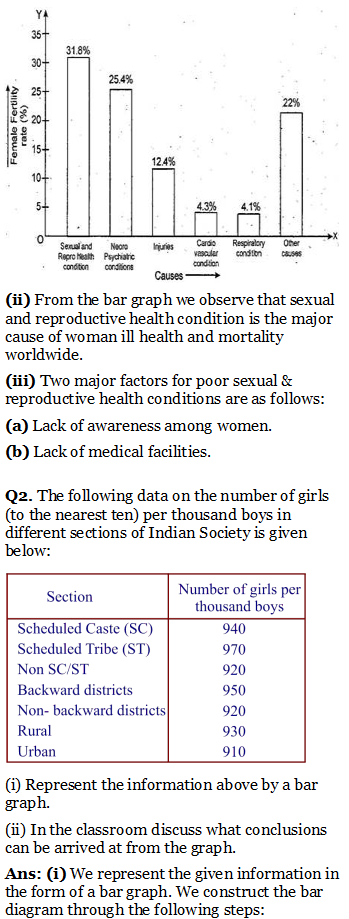 Y
35
31.8%
30
25.4%
25
22%
20
15
12.4%
10
5
4.3%
4.1%
O
X
Female Fertility
rate (%)
Sexual and
Repro Health
condition
Necro
Psychiatric
conditions
Injuries
Cardio
vascular
condition
Respiratory
condition
Other
causes
Causes
(ii) From the bar graph we observe that sexual
and reproductive health condition is the major
cause of woman ill health and mortality
worldwide.
(iii) Two major factors for poor sexual &
reproductive health conditions are as follows:
(a) Lack of awareness among women.
(b) Lack of medical facilities.
Q2. The following data on the number of girls
(to the nearest ten) per thousand boys in
different sections of Indian Society is given
below:
Section Number of girls per
thousand boys
Scheduled Caste (SC) 940
Scheduled Tribe (ST) 970
Non SC/ST 920
Backward districts 950
Non- backward districts 920
Rural 930
Urban 910
(i) Represent the information above by a bar
graph.
(ii) In the classroom discuss what conclusions
can be arrived at from the graph.
Ans: (i) We represent the given information in
the form of a bar graph. We construct the bar
diagram through the following steps: